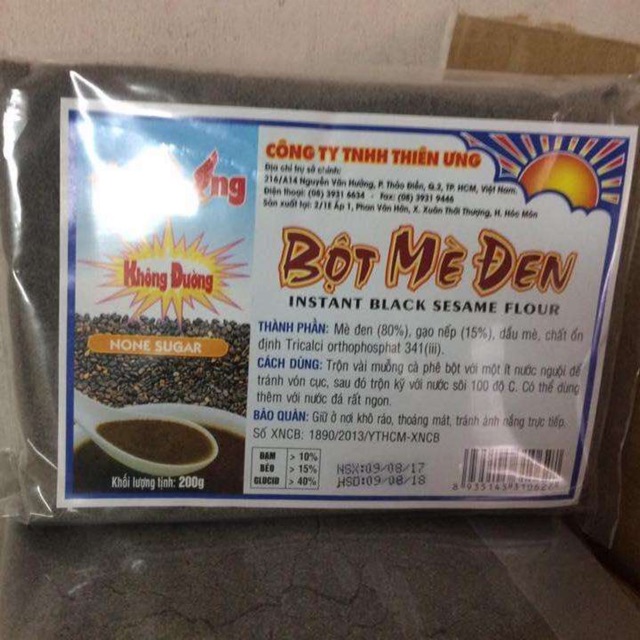 CÔNG TY TNHH THIÊN ƯNG
Địa chỉ trụ sở chính:
216/A14 Nguyễn Văn Hưởng, P. Thảo Điền, Q.2, TP. HCM, Việt Nam.
Điện thoại: (08) 3931 6634 - Fax: (08) 3931 9446
Sản xuất tại: 2/1E Ấp 1, Phan Văn Hớn, X. Xuân Thới Thượng, H. Hóc Môn
Không Đường
BỘT MÈ ĐEN
INSTANT BLACK SESAME FLOUR
NONE SUGAR
THÀNH PHẦN: Mè đen (80%), gạo nếp (15%), dầu mè, chất ổn
định Tricalci orthophosphat 341(iii).
CÁCH DÙNG: Trộn vài muỗng cà phê bột với một ít nước nguội để
tránh vón cục, sau đó trộn kỹ với nước sôi 100 độ C. Có thể dùng
thêm với nước đá rất ngon.
BẢO QUẢN: Giữ ở nơi khô ráo, thoáng mát, tránh ánh nắng trực tiếp.
Số XNCB: 1890/2013/YTHCM-XNCB
ĐẠM > 10%
BÉO > 15%
GLUCID > 40%
NSX:09/08/17
HSD:09/08/18
Khối lượng tịnh: 200g